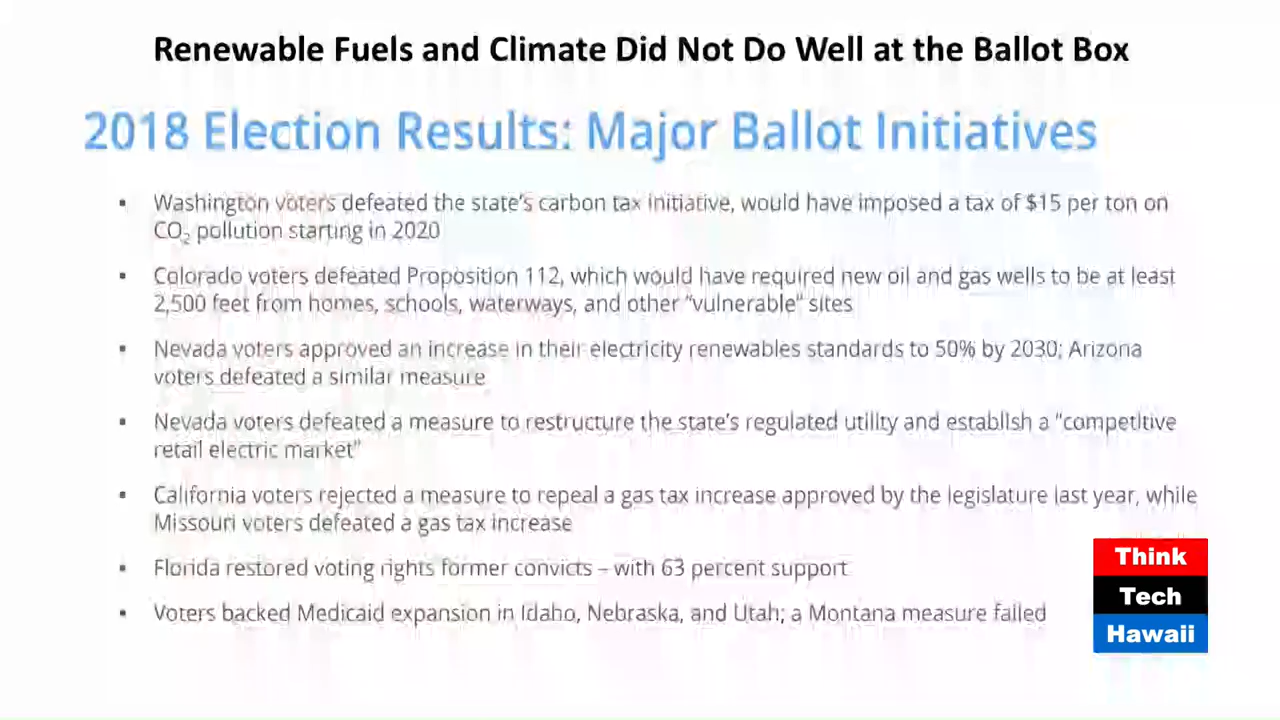 Renewable Fuels and Climate Did Not Do Well at the Ballot Box
2018 Election Results: Major Ballot Initiatives
• Washington voters defeated the state's carbon tax initiative, would have imposed a tax of $15 per ton on
CO₂ pollution starting in 2020
• Colorado voters defeated Proposition 112, which would have required new oil and gas wells to be at least
2,500 feet from homes, schools, waterways, and other "vulnerable" sites
• Nevada voters approved an increase in their electricity renewables standards to 50% by 2030; Arizona
voters defeated a similar measure
• Nevada voters defeated a measure to restructure the state's regulated utility and establish a "competitive
retail electric market"
• California voters rejected a measure to repeal a gas tax increase approved by the legislature last year, while
Missouri voters defeated a gas tax increase
• Florida restored voting rights former convicts – with 63 percent support
• Voters backed Medicaid expansion in Idaho, Nebraska, and Utah; a Montana measure failed
Think
Tech
Hawaii